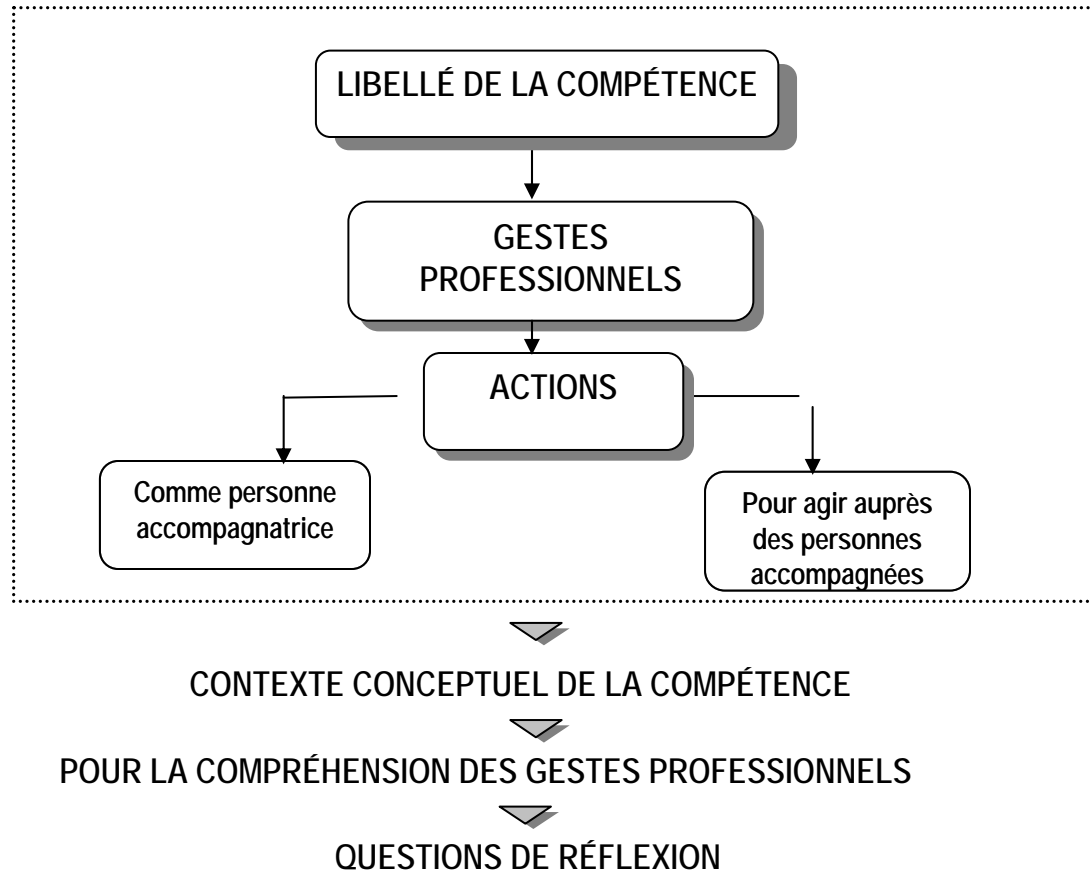 LIBELLÉ DE LA COMPÉTENCE
GESTES
PROFESSIONNELS
ACTIONS
Comme personne
accompagnatrice
Pour agir auprès
des personnes
accompagnées
CONTEXTE CONCEPTUEL DE LA COMPÉTENCE
POUR LA COMPRÉHENSION DES GESTES PROFESSIONNELS
QUESTIONS DE RÉFLEXION